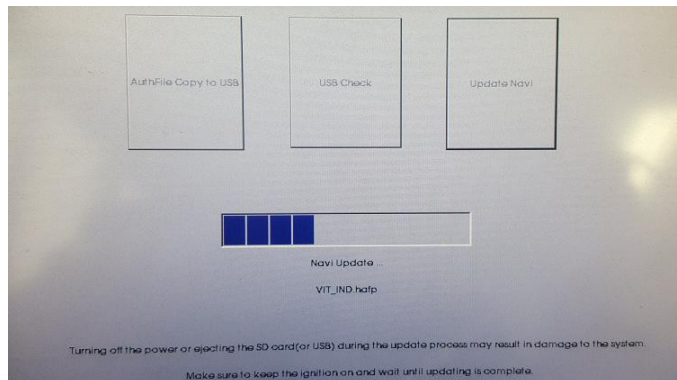 AuthFile Copy to USB
USB Check
Update Navi
Navi Update ...
VIT_IND.hafp
Turning off the power or ejecting the SD card(or USB) during the update process may result in damage to the system.
Make sure to keep the ignition on and wait until updating is complete.